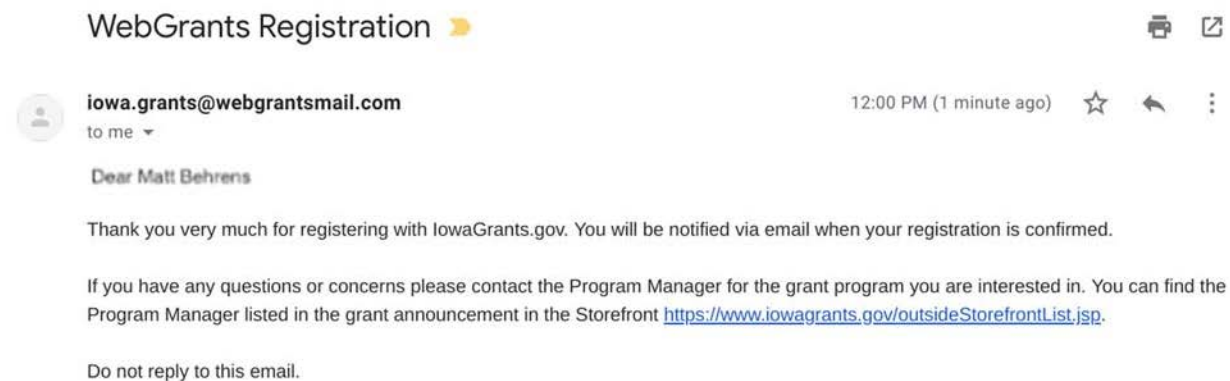 WebGrants Registration
iowa.grants@webgrantsmail.com
12:00 PM (1 minute ago)
to me
Dear Matt Behrens
Thank you very much for registering with IowaGrants.gov. You will be notified via email when your registration is confirmed.
If you have any questions or concerns please contact the Program Manager for the grant program you are interested in. You can find the
Program Manager listed in the grant announcement in the Storefront https://www.iowagrants.gov/outsideStorefrontList.jsp.
Do not reply to this email.